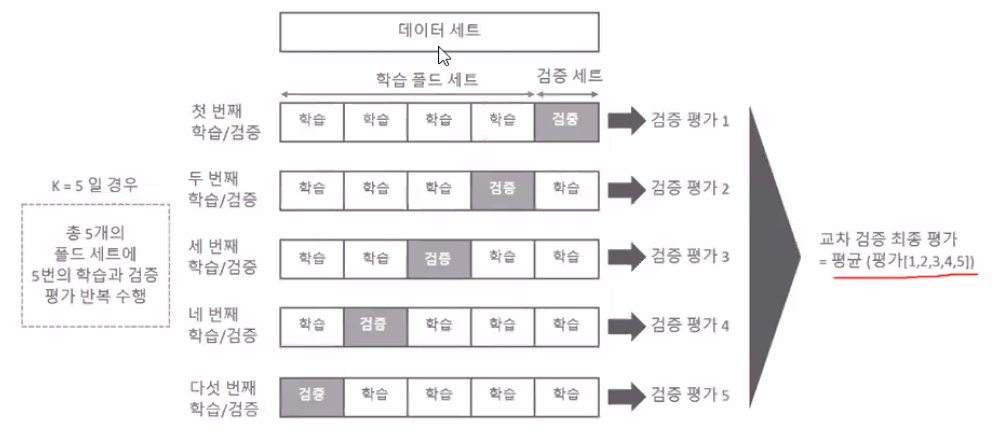 데이터 세트
학습 폴드 세트
검증 세트
첫 번째
학습/검증
학습 학습 학습 학습 검증
검증 평가 1
K = 5 일 경우
두 번째
학습/검증
학습 학습 학습 검증 학습
검증 평가 2
총 5개의
폴드 세트에
5번의 학습과 검증
평가 반복 수행
세 번째
학습/검증
학습 학습 검증 학습 학습
검증 평가 3
교차 검증 최종 평가
= 평균 (평가[1,2,3,4,5])
네 번째
학습/검증
학습 검증 학습 학습 학습
검증 평가 4
다섯 번째
학습/검증
검증 학습 학습 학습 학습
검증 평가 5